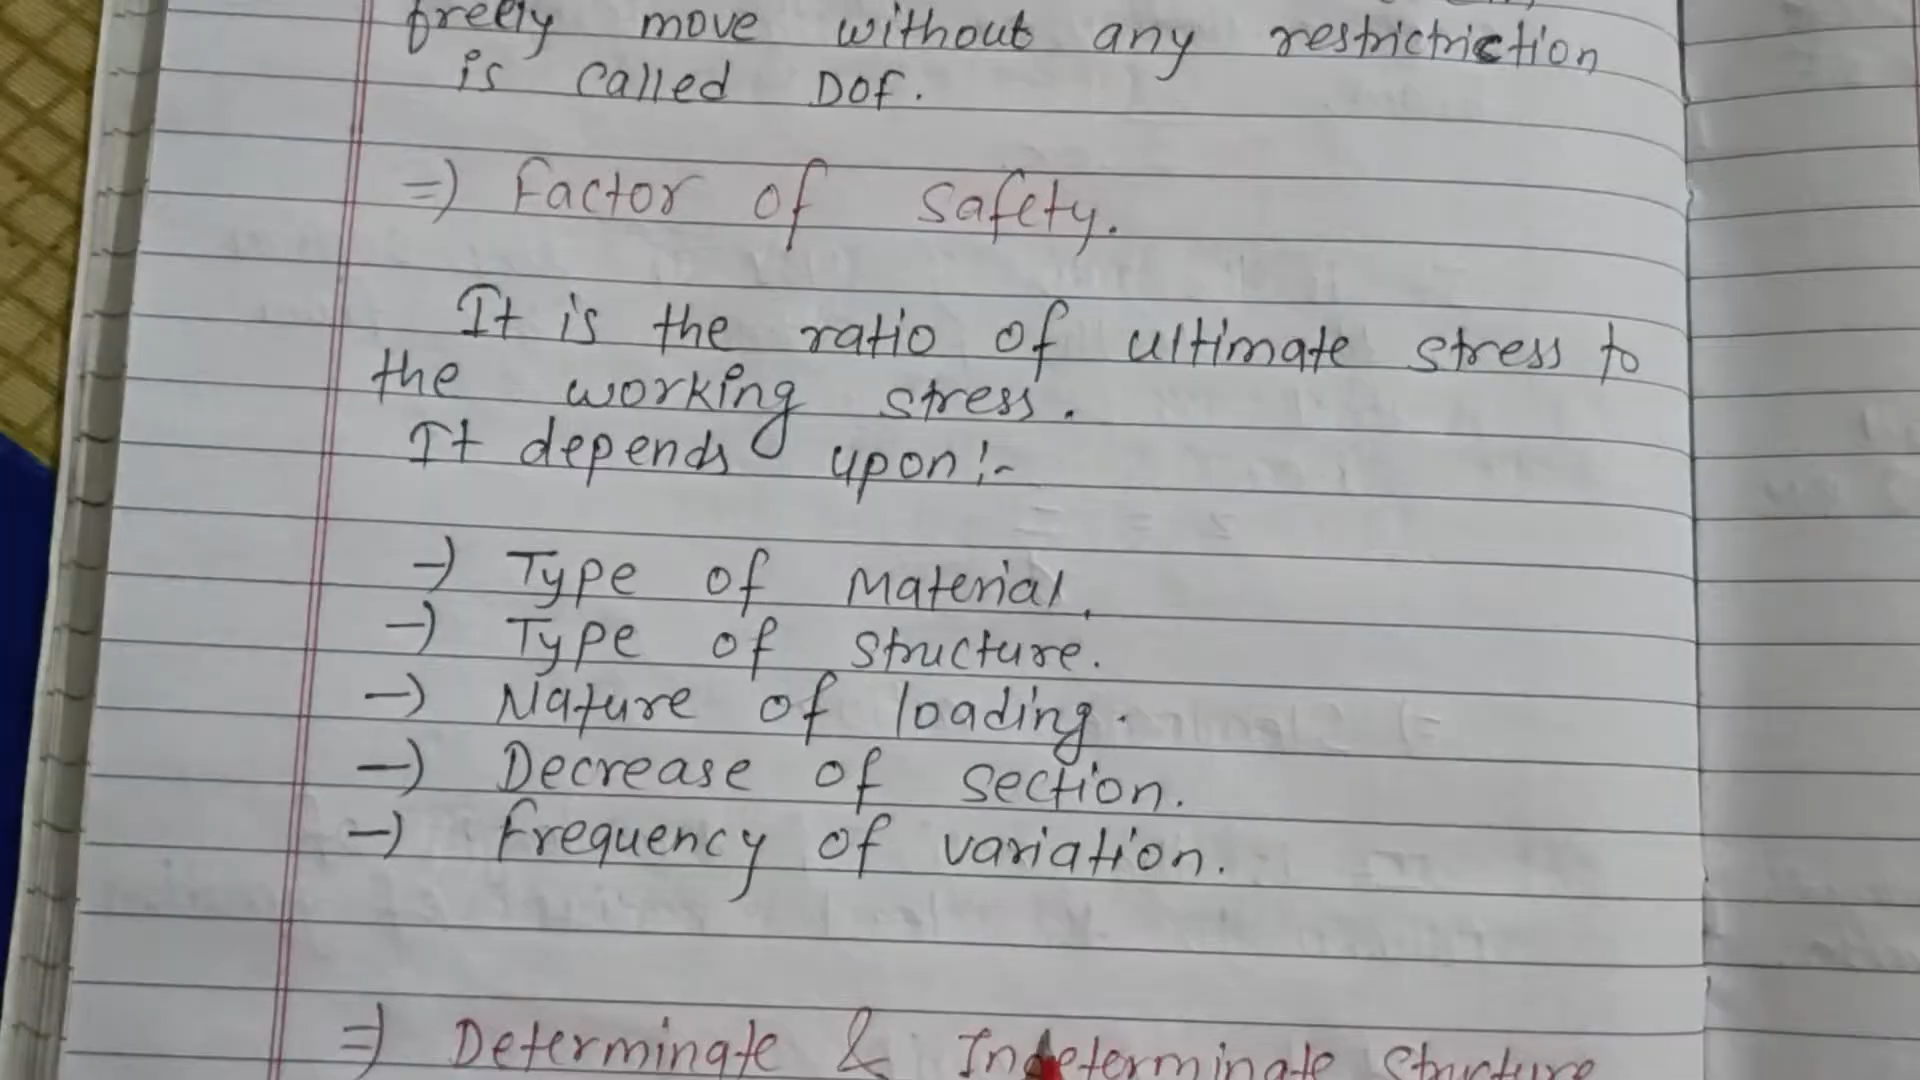 freely move without any restrictriction
is called DOF.
=) Factor of Safety.
It is the ratio of ultimate stress to
the working stress.
It depends upon :-
-) Type of Material.
-) Type of Structure.
-) Nature of loading.
-) Decrease of section.
-) Frequency of variation.
=) Determinate & Indeterminate Structure